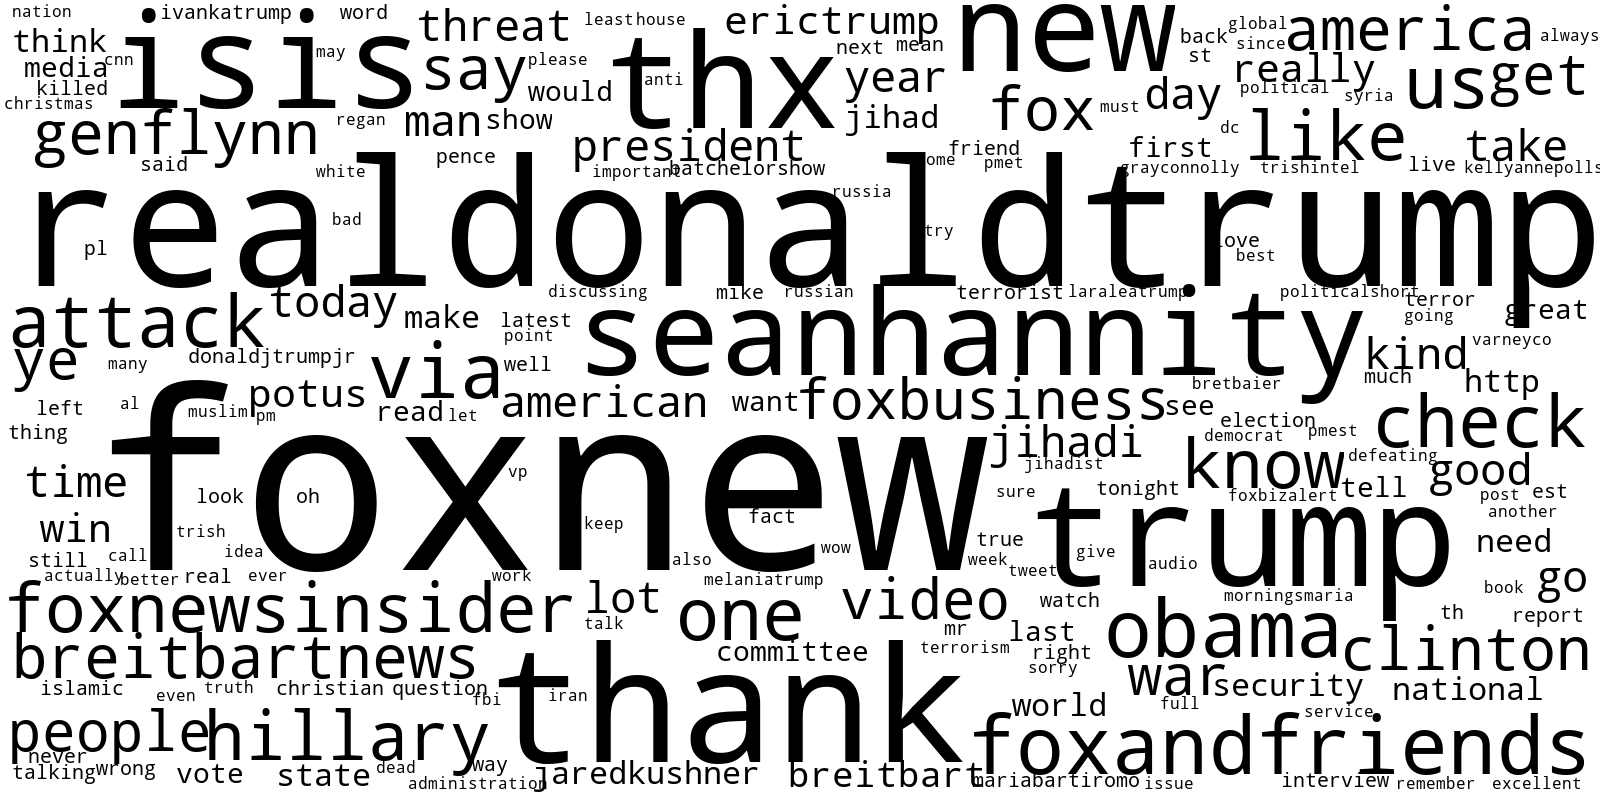 nation ivankatrump word threat leasthouse erictrump new back global america always
think isis may say please thx anti next mean year since st really usget
media cnn killed christmas would jihad fox must day political syria
genflynn regan man show president friend first dc like take
said pence white important batchelorshow ome pmet grayconnolly trishintel live kellyannepolls
realdonaldtrump
pl bad russia try love best
attack today discussing mike russian terrorist laraleatrump politicalshort terror going great
make latest point seanhannity kind varneyco
ye many donaldjtrumpjr via well bretbaier much http
left al muslim pm potus read let american want foxbusiness see election check
thing foxnew jihadi democrat pmest
time look oh vp jihadist know defeating good
sure tonight foxbizalert tell post est another
win trish keep fact trump
still call idea also wow true week give need
actually better real ever work melaniatrump tweet audio go
foxnewsinsider lot one video watch morningsmaria book
talk mr last obama th report
breitbartnews committee terrorism right sorry clinton
islamic even truth christian question fbi thank iran war security national
people hillary world full service
never foxandfriends
talking wrong vote state dead way administration jaredkushner breitbart mariabartiromo issue interview remember excellent